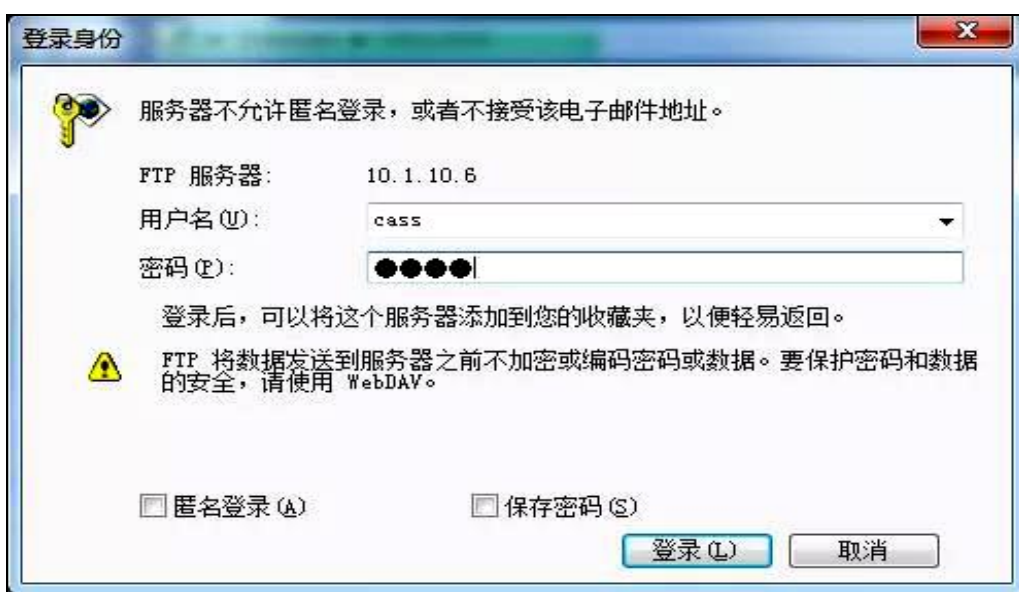 登录身份
服务器不允许匿名登录，或者不接受该电子邮件地址。
FTP 服务器: 10.1.10.6
用户名(U): cass
密码(P): ●●●●
登录后，可以将这个服务器添加到您的收藏夹，以便轻易返回。
FTP 将数据发送到服务器之前不加密或编码密码或数据。要保护密码和数据
的安全，请使用 WebDAV。
匿名登录(A) 保存密码(S)
登录(L) 取消